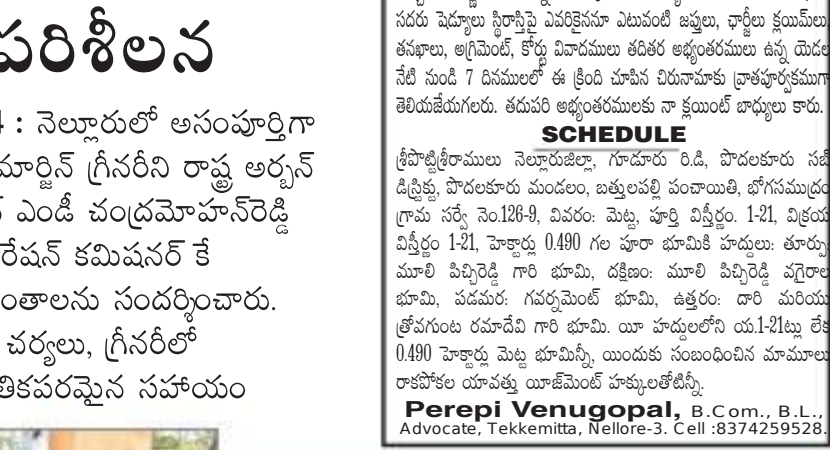 పరిశీలన
: నెల్లూరులో అసంపూర్తిగా
మార్జిన్ గ్రీనరీని రాష్ట్ర అర్బన్
ఎండీ చంద్రమోహన్‌రెడ్డి
రేషన్ కమిషనర్ కే
ంతాలను సందర్శించారు.
చర్యలు, గ్రీనరీలో
తికపరమైన సహాయం
సదరు షెడ్యూలు స్థిరాస్తిపై ఎవరికైననూ ఎటువంటి జప్తులు, ఛార్జీలు క్లయిమ్‌లు,
తనఖాలు, అగ్రిమెంట్, కోర్టు వివాదములు తదితర అభ్యంతరములు ఉన్న యెడల
నేటి నుండి 7 దినములలో ఈ క్రింది చూపిన చిరునామాకు వ్రాతపూర్వకముగా
తెలియజేయగలరు. తదుపరి అభ్యంతరములకు నా క్లయింట్ బాధ్యులు కారు.
SCHEDULE
శ్రీపొట్టిశ్రీరాములు నెల్లూరుజిల్లా, గూడూరు రి.డి, పొదలకూరు సబ్
డిస్ట్రిక్టు, పొదలకూరు మండలం, బత్తులపల్లి పంచాయితి, భోగసముద్రం
గ్రామ సర్వే నెం.126-9, వివరం: మెట్ట, పూర్తి విస్తీర్ణం. 1-21, విక్రయ
విస్తీర్ణం 1-21, హెక్టార్లు 0.490 గల పూరా భూమికి హద్దులు: తూర్పు:
మూలి పిచ్చిరెడ్డి గారి భూమి, దక్షిణం: మూలి పిచ్చిరెడ్డి వగైరాల
భూమి, పడమర: గవర్నమెంట్ భూమి, ఉత్తరం: దారి మరియు
త్రోవగుంట రమాదేవి గారి భూమి. యీ హద్దులలోని య.1-21ట్లు లేక
0.490 హెక్టార్లు మెట్ట భూమిన్నీ, యిందుకు సంబంధించిన మామూలు
రాకపోకల యావత్తు యీజ్‌మెంట్ హక్కులతోటిన్నీ.
Perepi Venugopal, B.Com., B.L.,
Advocate, Tekkemitta, Nellore-3. Cell :8374259528.